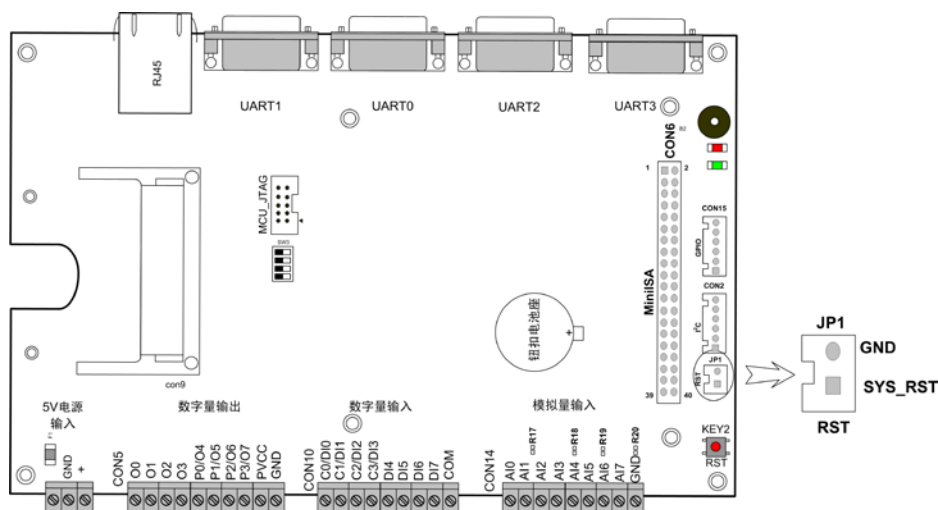 RJ45
UART1
UART0
UART2
UART3
CON6
B2
1
2
MCU_JTAG
SW3
CON15
GPIO
MiniISA
CON2
I²C
钮扣电池座
JP1
RST
39
40
JP1
GND
SYS_RST
RST
con9
5V电源
输入
数字量输出
数字量输入
模拟量输入
KEY2
RST
GND
+
CON5
O0
O1
O2
O3
P0/O4
P1/O5
P2/O6
P3/O7
PVCC
GND
CON10
C0/DI0
C1/DI1
C2/DI2
C3/DI3
DI4
DI5
DI6
DI7
COM
CON14
AI0
AI1
R17
AI2
AI3
AI4
R18
AI5
AI6
R19
AI7
GND
R20